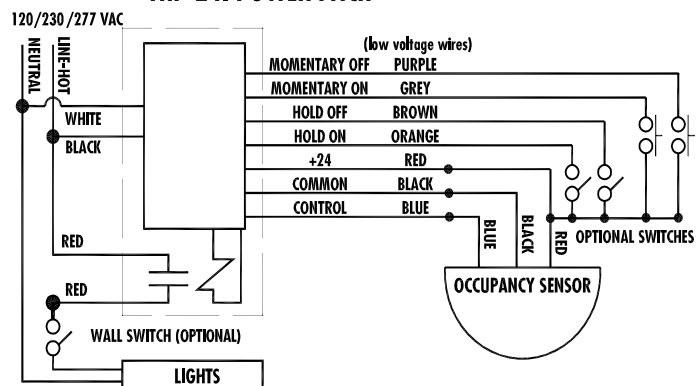 120/230/277 VAC
NEUTRAL
LINE-HOT
(low voltage wires)
MOMENTARY OFF PURPLE
MOMENTARY ON GREY
WHITE
HOLD OFF BROWN
BLACK
HOLD ON ORANGE
+24 RED
COMMON BLACK
CONTROL BLUE
BLUE
BLACK
RED
OPTIONAL SWITCHES
RED
OCCUPANCY SENSOR
RED
WALL SWITCH (OPTIONAL)
LIGHTS